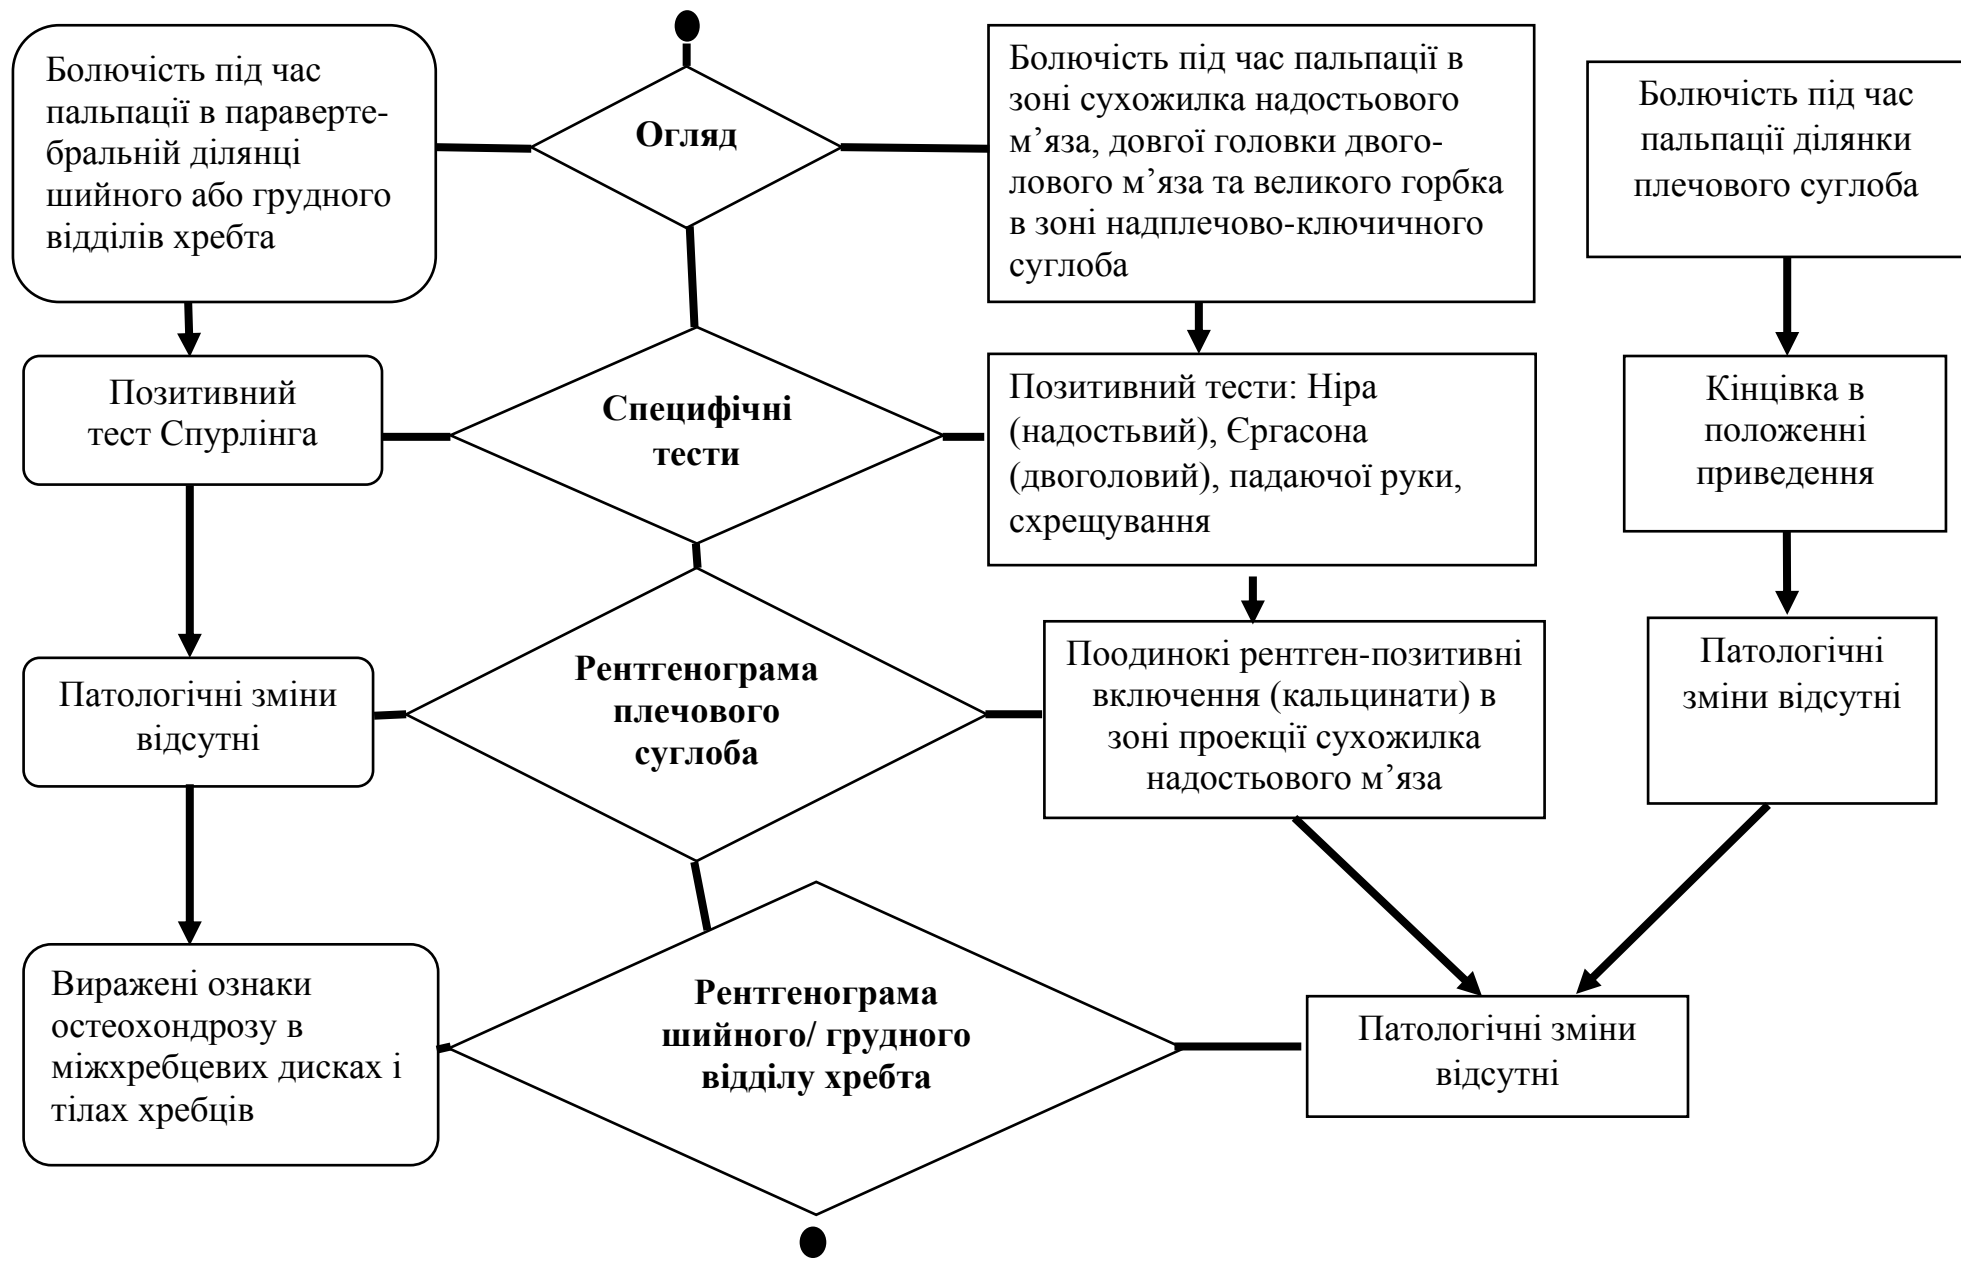 Болючість під час
пальпації в параверте-
бральній ділянці
шийного або грудного
відділів хребта
Огляд
Болючість під час пальпації в
зоні сухожилка надостьового
м’яза, довгої головки двого-
лового м’яза та великого горбка
в зоні надплечово-ключичного
суглоба
Болючість під час
пальпації ділянки
плечового суглоба
Позитивний
тест Спурлінга
Специфічні
тести
Позитивний тести: Ніра
(надостьвий), Єргасона
(двоголовий), падаючої руки,
схрещування
Кінцівка в
положенні
приведення
Патологічні зміни
відсутні
Рентгенограма
плечового
суглоба
Поодинокі рентген-позитивні
включення (кальцинати) в
зоні проекції сухожилка
надостьового м’яза
Патологічні
зміни відсутні
Виражені ознаки
остеохондрозу в
міжхребцевих дисках і
тілах хребців
Рентгенограма
шийного/ грудного
відділу хребта
Патологічні зміни
відсутні